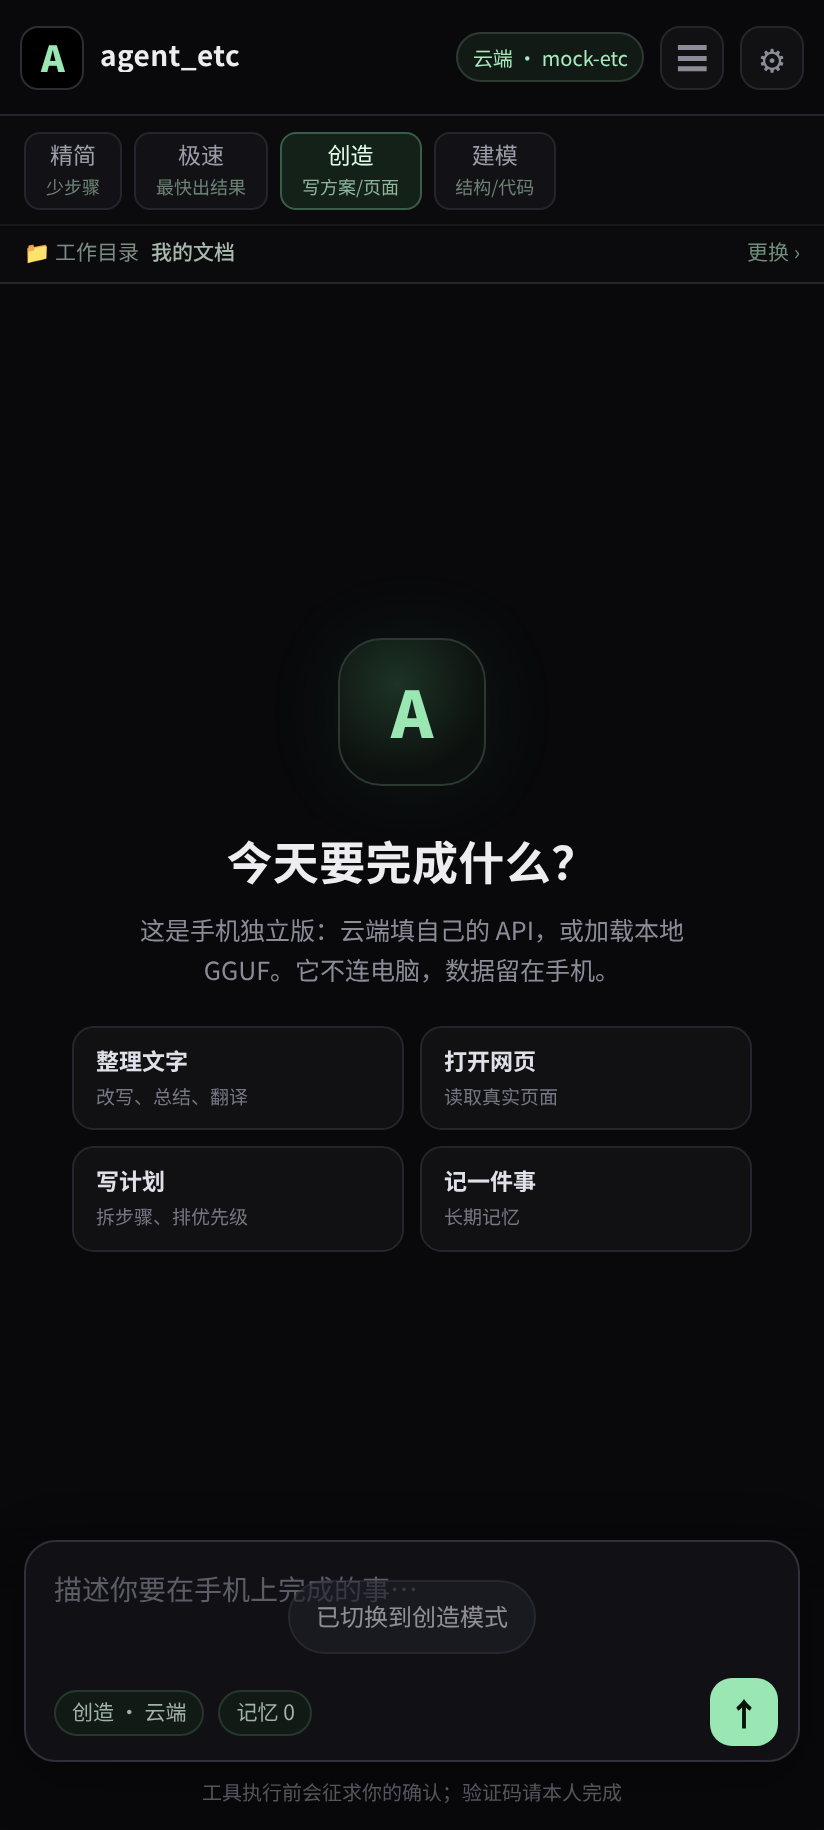 A agent_etc 云端 · mock-etc
精简 极速 创造 建模
少步骤 最快出结果 写方案/页面 结构/代码
📁 工作目录 我的文档 更换 ›
A
今天要完成什么？
这是手机独立版：云端填自己的 API，或加载本地
GGUF。它不连电脑，数据留在手机。
整理文字 打开网页
改写、总结、翻译 读取真实页面
写计划 记一件事
拆步骤、排优先级 长期记忆
描述你要在手机上完成的事…
已切换到创造模式
创造 · 云端 记忆 0
工具执行前会征求你的确认；验证码请本人完成